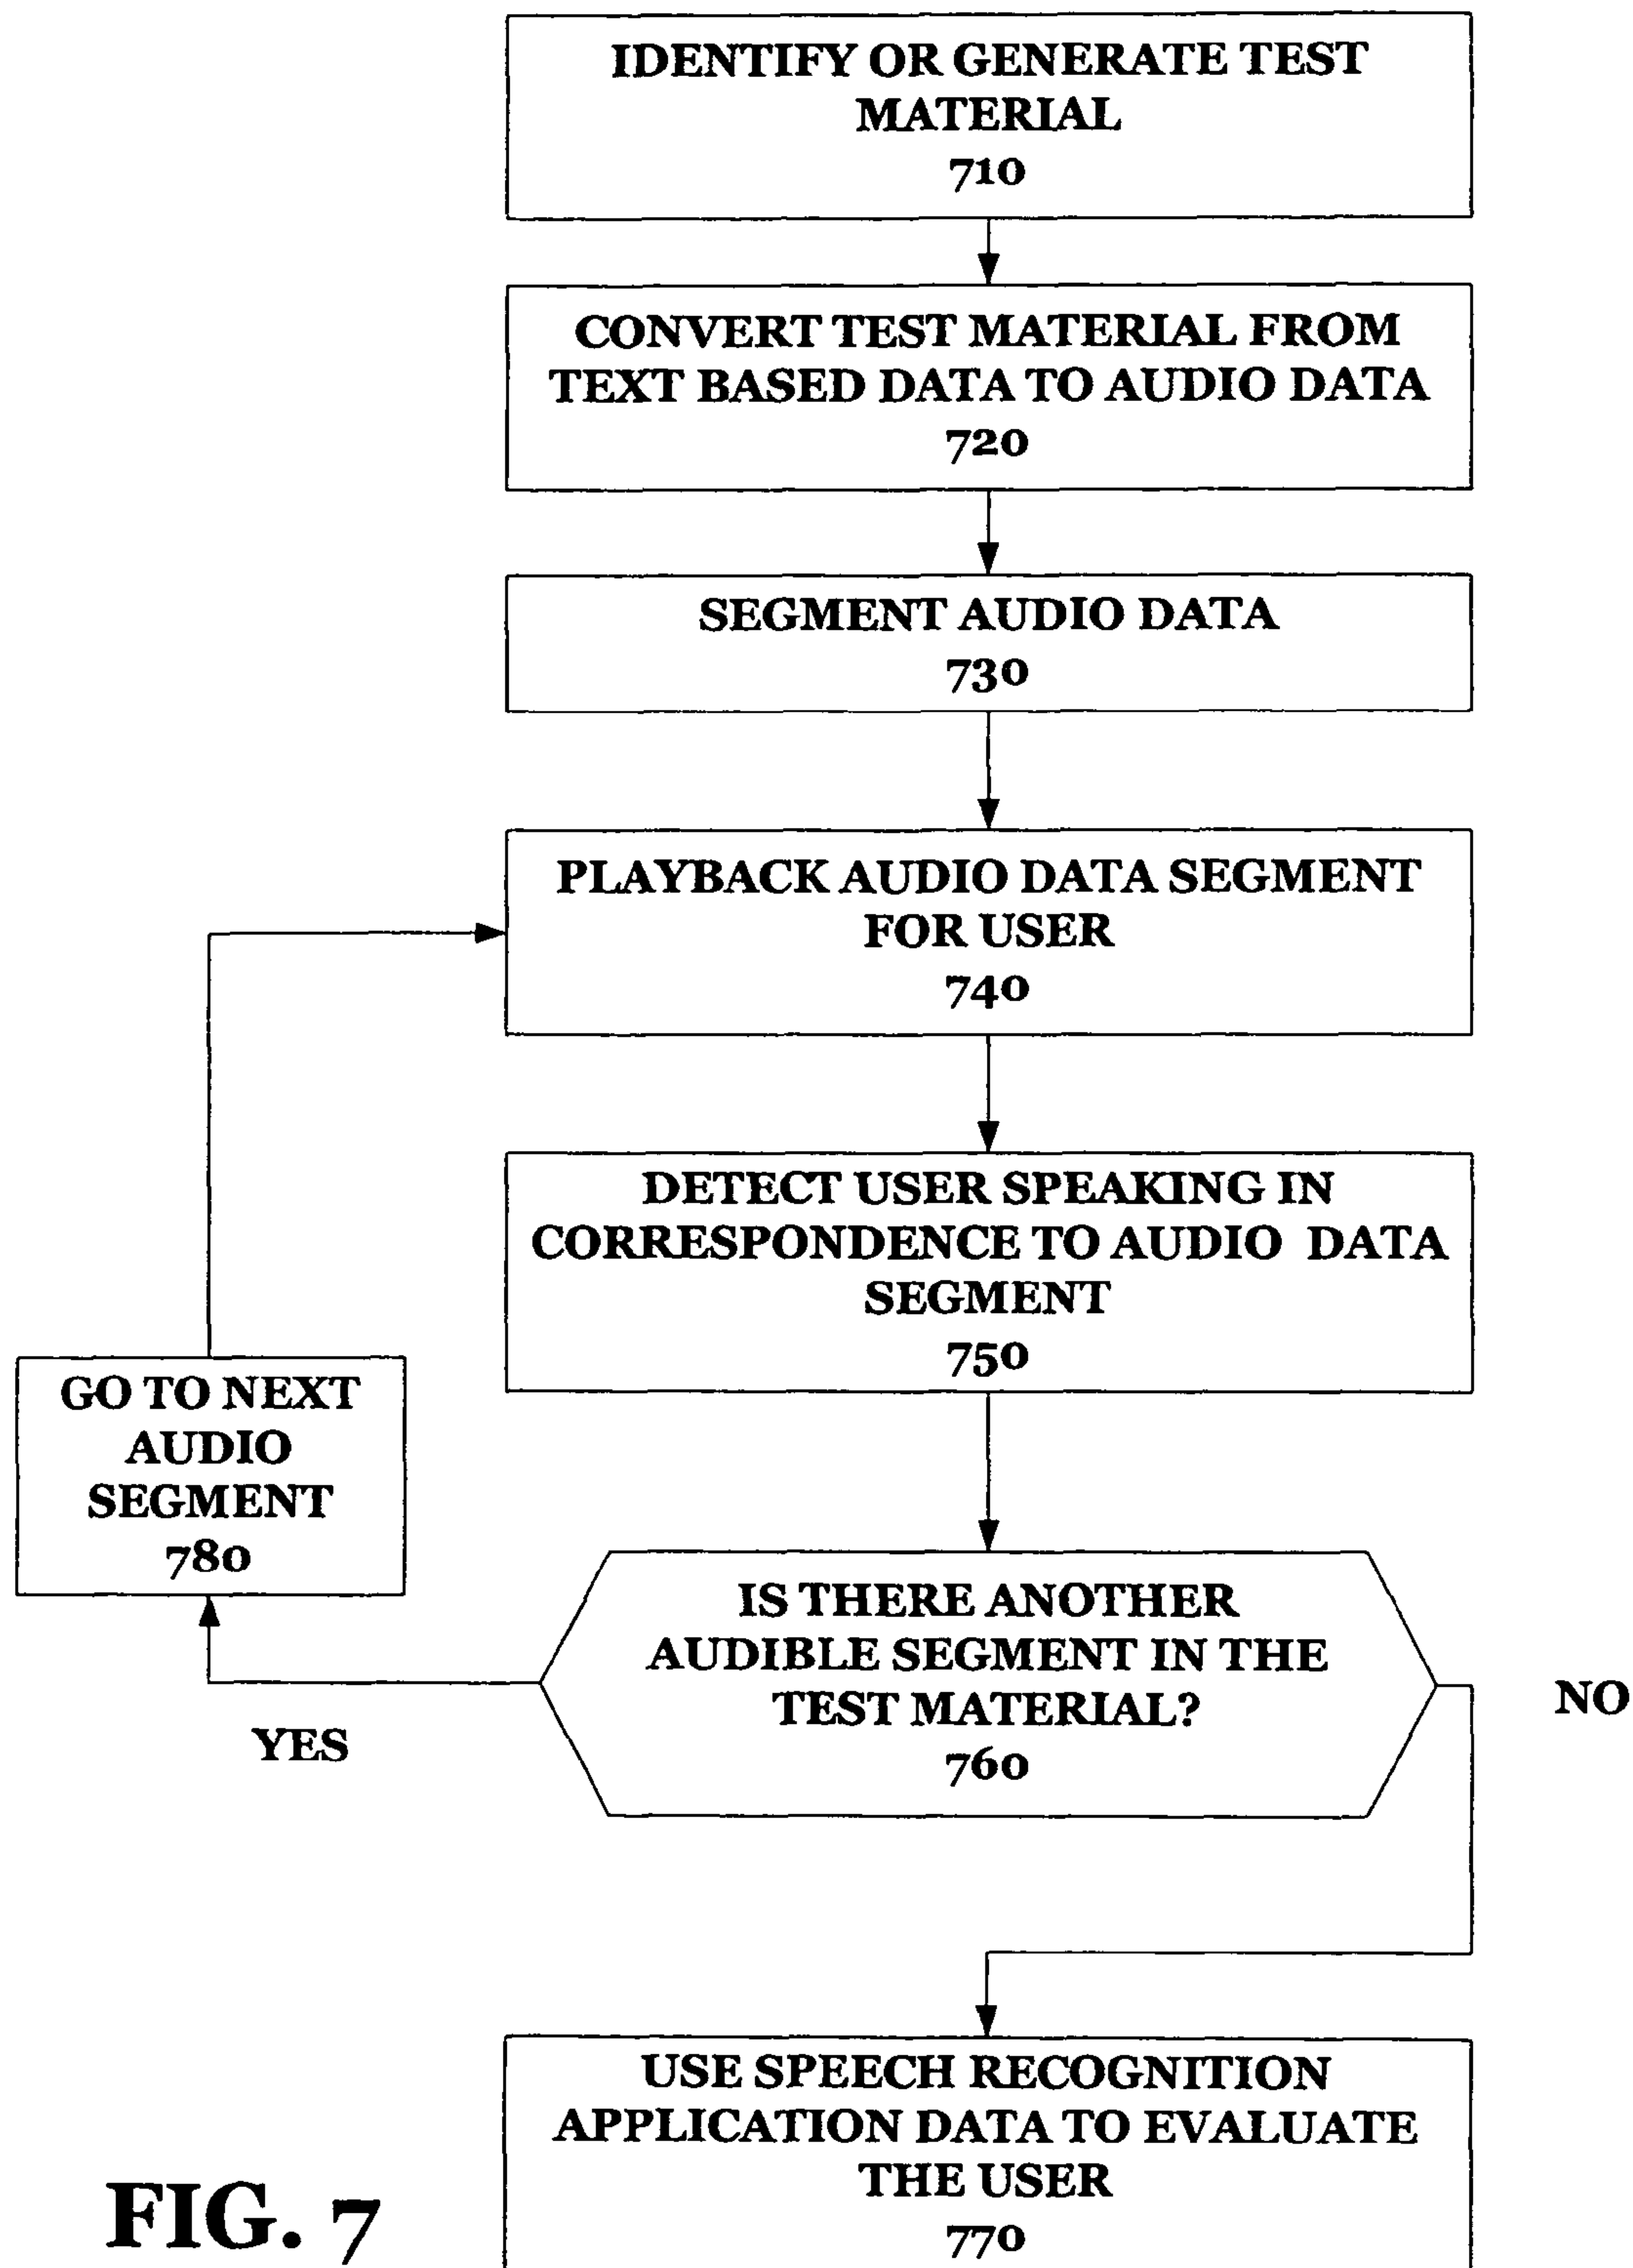 IDENTIFY OR GENERATE TEST
MATERIAL
710
CONVERT TEST MATERIAL FROM
TEXT BASED DATA TO AUDIO DATA
720
SEGMENT AUDIO DATA
730
PLAYBACK AUDIO DATA SEGMENT
FOR USER
740
DETECT USER SPEAKING IN
CORRESPONDENCE TO AUDIO DATA
SEGMENT
750
GO TO NEXT
AUDIO
SEGMENT
780
IS THERE ANOTHER
AUDIBLE SEGMENT IN THE
TEST MATERIAL?
760
YES
NO
USE SPEECH RECOGNITION
APPLICATION DATA TO EVALUATE
THE USER
770
FIG. 7